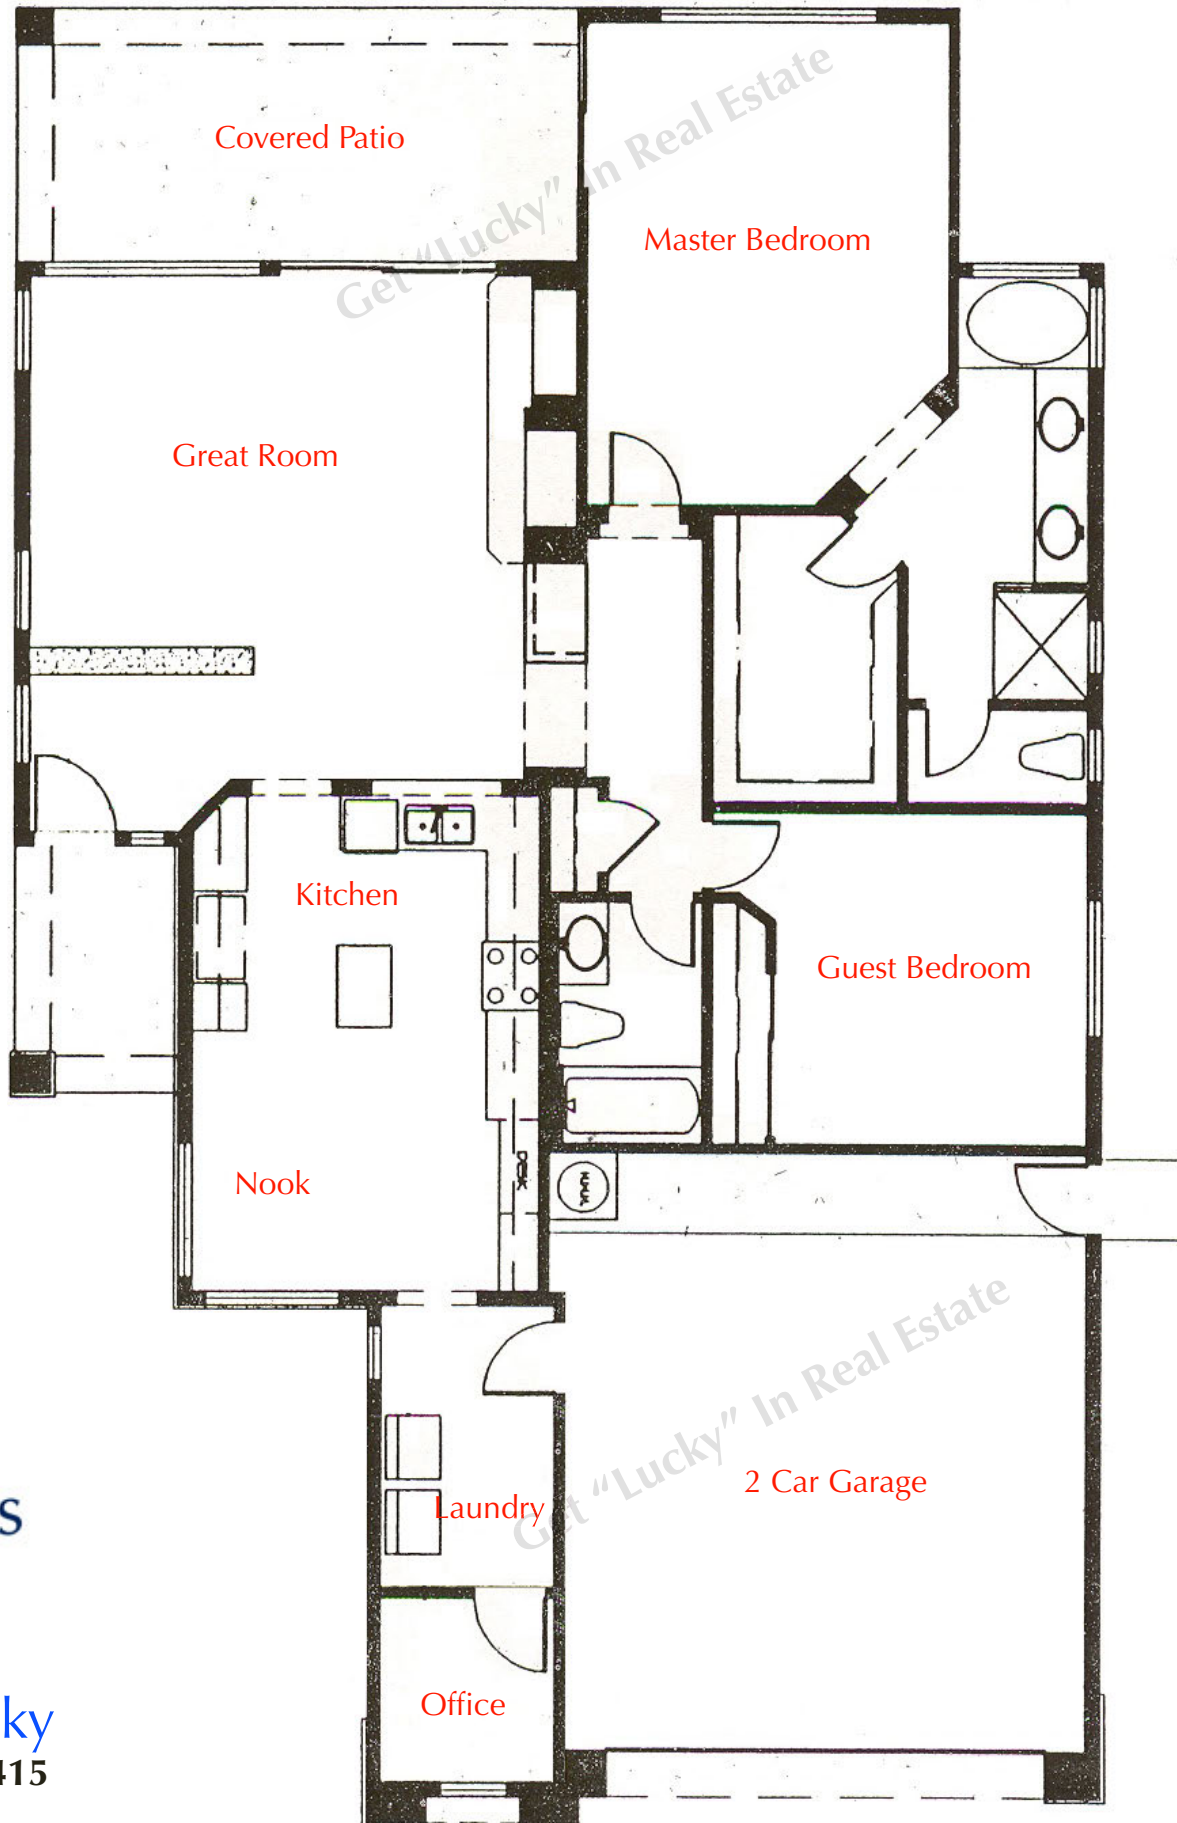 Covered Patio
Get "Lucky" In Real Estate
Master Bedroom
Great Room
Kitchen
Guest Bedroom
Nook
DESK
Get "Lucky" In Real Estate
2 Car Garage
Laundry
s
Office
ky
415